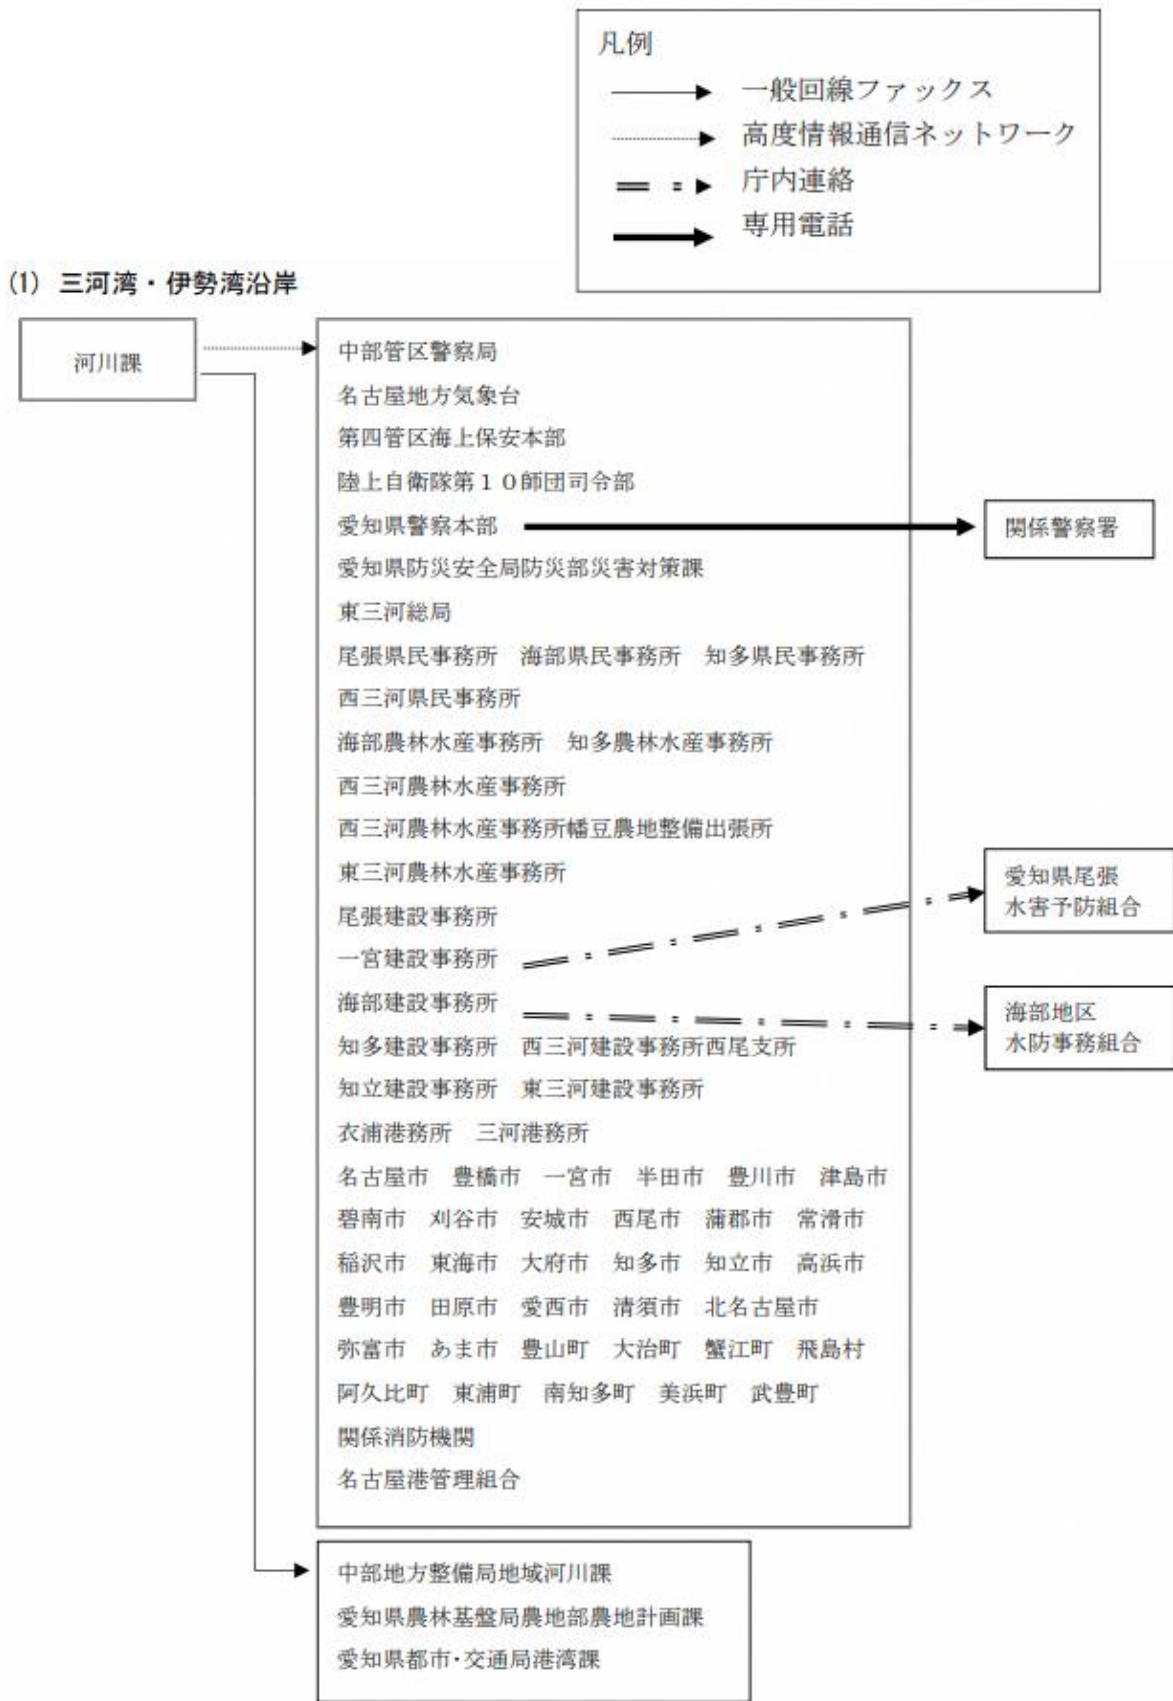 凡例
一般回線ファックス
高度情報通信ネットワーク
庁内連絡
専用電話
(1) 三河湾・伊勢湾沿岸
河川課
中部管区警察局
名古屋地方気象台
第四管区海上保安本部
陸上自衛隊第10師団司令部
愛知県警察本部
関係警察署
愛知県防災安全局防災部災害対策課
東三河総局
尾張県民事務所 海部県民事務所 知多県民事務所
西三河県民事務所
海部農林水産事務所 知多農林水産事務所
西三河農林水産事務所
西三河農林水産事務所幡豆農地整備出張所
東三河農林水産事務所
尾張建設事務所
一宮建設事務所
愛知県尾張
水害予防組合
海部建設事務所
海部地区
水防事務組合
知多建設事務所 西三河建設事務所西尾支所
知立建設事務所 東三河建設事務所
衣浦港務所 三河港務所
名古屋市 豊橋市 一宮市 半田市 豊川市 津島市
碧南市 刈谷市 安城市 西尾市 蒲郡市 常滑市
稲沢市 東海市 大府市 知多市 知立市 高浜市
豊明市 田原市 愛西市 清須市 北名古屋市
弥富市 あま市 豊山町 大治町 蟹江町 飛島村
阿久比町 東浦町 南知多町 美浜町 武豊町
関係消防機関
名古屋港管理組合
中部地方整備局地域河川課
愛知県農林基盤局農地部農地計画課
愛知県都市・交通局港湾課